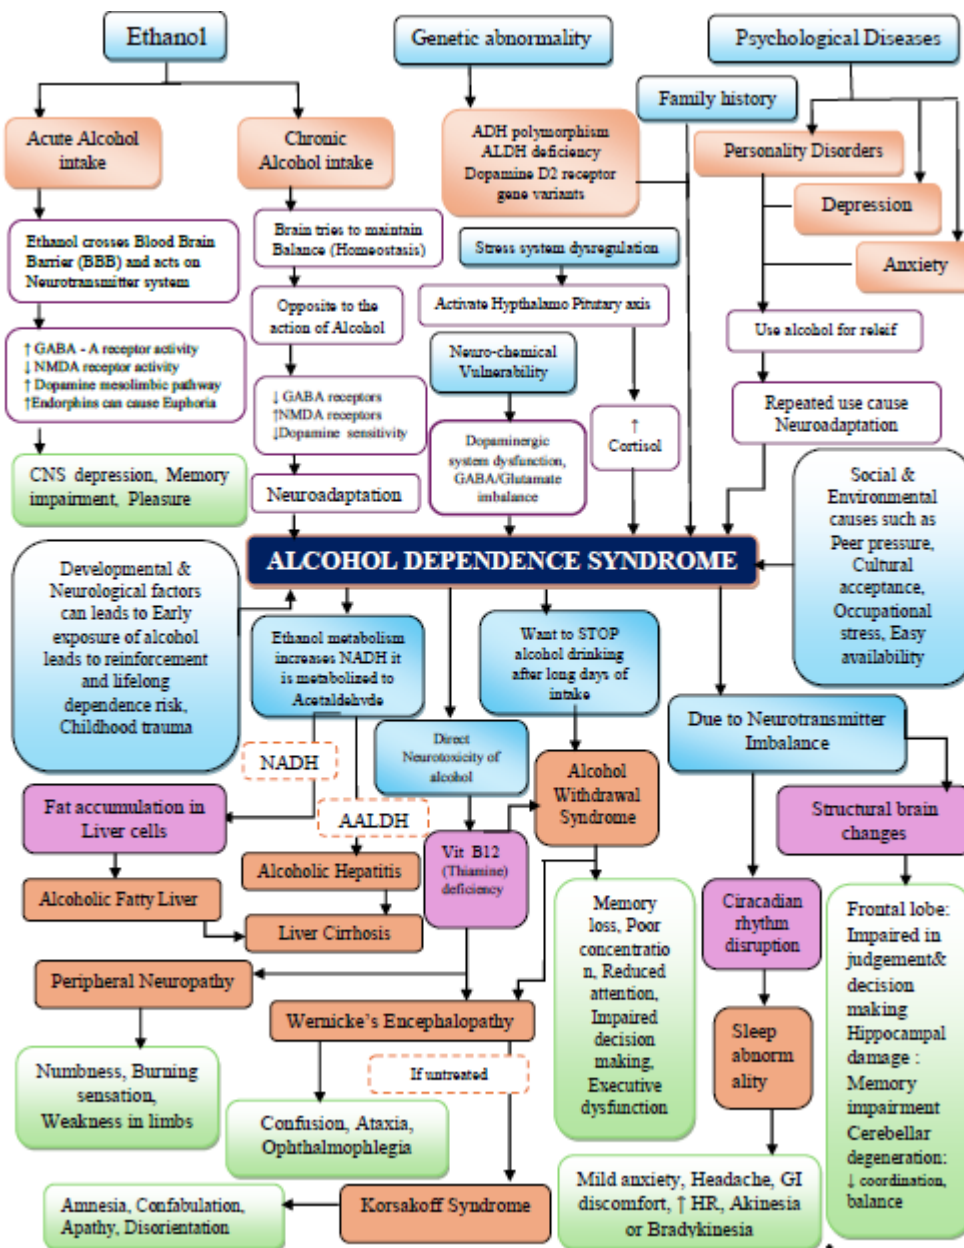 Ethanol
Genetic abnormality
Psychological Diseases
Family history
Acute Alcohol
intake
Chronic
Alcohol intake
ADH polymorphism
ALDH deficiency
Dopamine D2 receptor
gene variants
Personality Disorders
Depression
Anxiety
Ethanol crosses Blood Brain
Barrier (BBB) and acts on
Neurotransmitter system
Brain tries to maintain
Balance (Homeostasis)
Stress system dysregulation
Opposite to the
action of Alcohol
Activate Hypthalamo Pitutary axis
Use alcohol for releif
↑ GABA - A receptor activity
↓ NMDA receptor activity
↑ Dopamine mesolimbic pathway
↑Endorphins can cause Euphoria
Neuro-chemical
Vulnerability
↓ GABA receptors
↑NMDA receptors
↓Dopamine sensitivity
Dopaminergic
system dysfunction,
GABA/Glutamate
imbalance
↑
Cortisol
Repeated use cause
Neuroadaptation
CNS depression, Memory
impairment, Pleasure
Neuroadaptation
Social &
Environmental
causes such as
Peer pressure,
Cultural
acceptance,
Occupational
stress, Easy
availability
ALCOHOL DEPENDENCE SYNDROME
Developmental &
Neurological factors
can leads to Early
exposure of alcohol
leads to reinforcement
and lifelong
dependence risk,
Childhood trauma
Ethanol metabolism
increases NADH it
is metabolized to
Acetaldehyde
Want to STOP
alcohol drinking
after long days of
intake
Due to Neurotransmitter
Imbalance
Direct
Neurotoxicity of
alcohol
NADH
Alcohol
Withdrawal
Syndrome
Fat accumulation in
Liver cells
AALDH
Structural brain
changes
Vit B12
(Thiamine)
deficiency
Alcoholic Hepatitis
Alcoholic Fatty Liver
Liver Cirrhosis
Memory
loss, Poor
concentratio
n, Reduced
attention,
Impaired
decision
making,
Executive
dysfunction
Ciracadian
rhythm
disruption
Frontal lobe:
Impaired in
judgement&
decision
making
Hippocampal
damage :
Memory
impairment
Cerebellar
degeneration:
↓ coordination,
balance
Peripheral Neuropathy
Wernicke's Encephalopathy
Sleep
abnorm
ality
If untreated
Numbness, Burning
sensation,
Weakness in limbs
Confusion, Ataxia,
Ophthalmophlegia
Mild anxiety, Headache, GI
discomfort, ↑ HR, Akinesia
or Bradykinesia
Korsakoff Syndrome
Amnesia, Confabulation,
Apathy, Disorientation